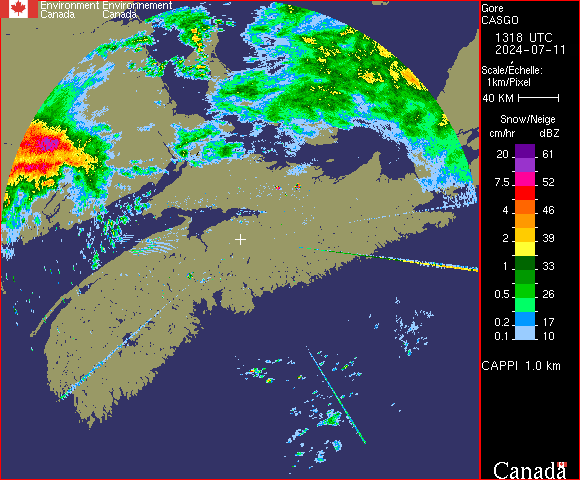 Environment Environnement
Canada Canada
Gore
CASGO
1318 UTC
2024-07-11
Scale/Echelle:
1km/Pixel
40 KM
Snow/Neige
cm/hr dBZ
20 61
7.5 52
4 46
2 39
1 33
0.5 26
0.2 17
0.1 10
CAPPI 1.0 km
Canada